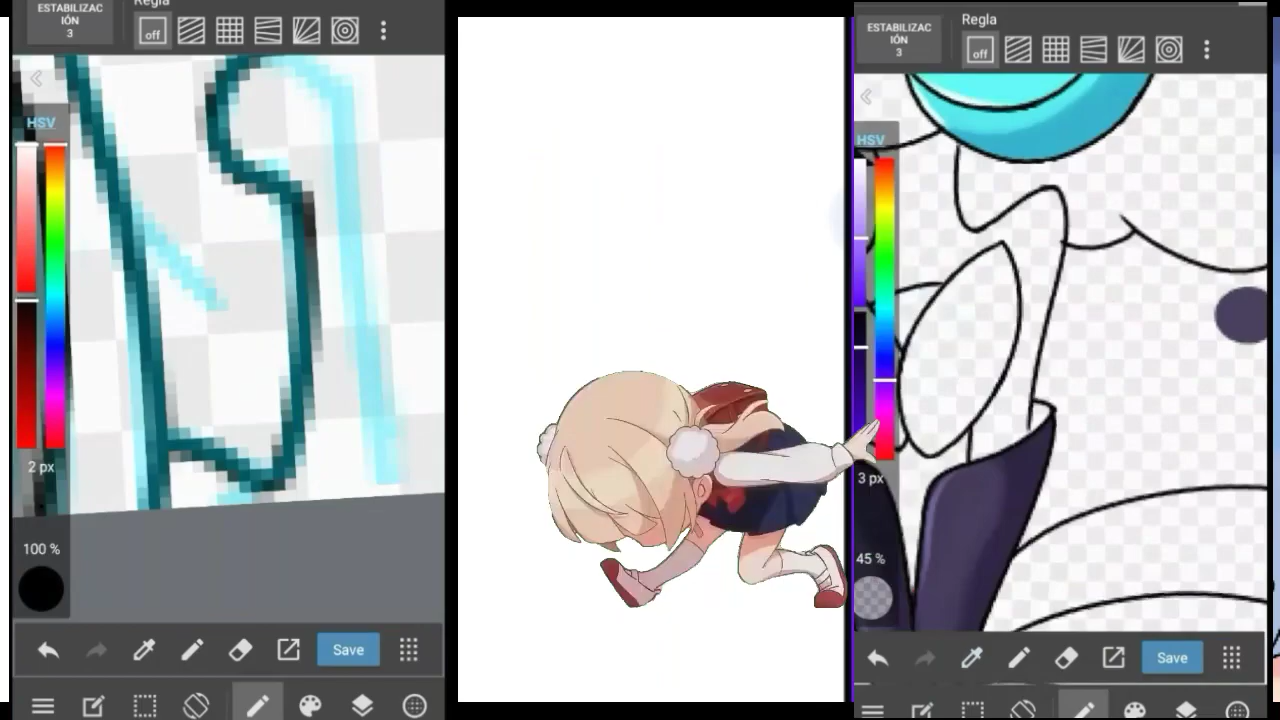 ESTABILIZAC
IÓN
3
Regla
off
HSV
2 px
100 %
Save
ESTABILIZAC
IÓN
3
Regla
off
HSV
3 px
45 %
Save